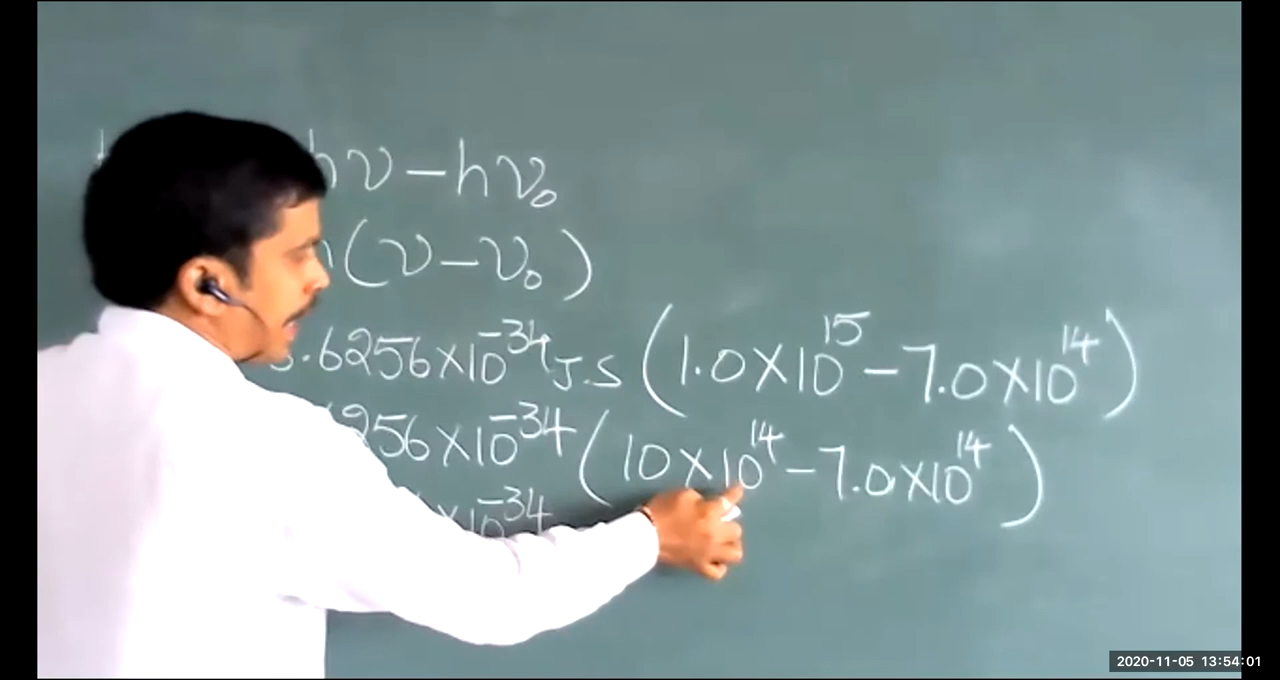 hν - hν₀
(ν - ν₀)
.6256 × 10⁻³⁴ J.S (1.0 × 10¹⁵ - 7.0 × 10¹⁴)
256 × 10⁻³⁴ (10 × 10¹⁴ - 7.0 × 10¹⁴)
× 10⁻³⁴
2020-11-05 13:54:01